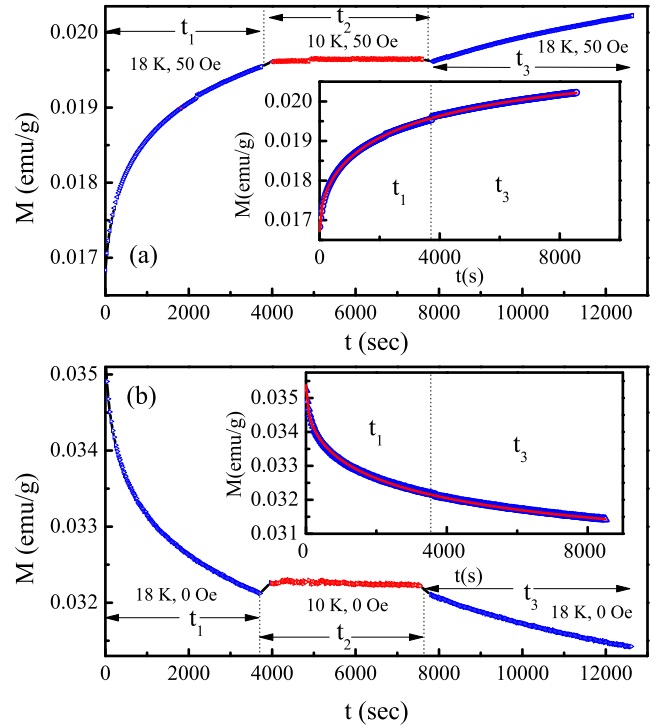 0.020
0.019
0.018
0.017
M (emu/g)
t1
t2
t3
18 K, 50 Oe
10 K, 50 Oe
18 K, 50 Oe
(a)
0.020
0.019
0.018
0.017
M(emu/g)
t1
t3
0 4000 8000
t(s)
0 2000 4000 6000 8000 10000 12000
t (sec)
0.035
0.034
0.033
0.032
M (emu/g)
(b)
0.035
0.034
0.033
0.032
0.031
M(emu/g)
t1
t3
0 4000 8000
t(s)
18 K, 0 Oe
10 K, 0 Oe
18 K, 0 Oe
t1
t2
t3
0 2000 4000 6000 8000 10000 12000
t (sec)